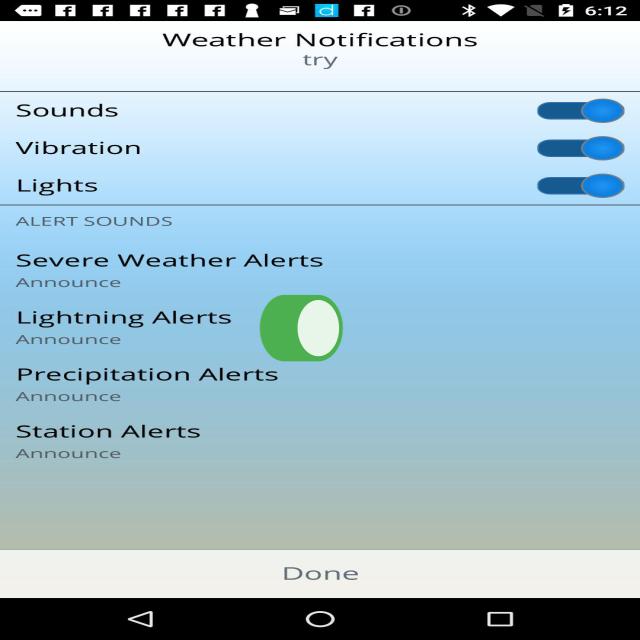 6:12
Weather Notifications
try
Sounds
Vibration
Lights
ALERT SOUNDS
Severe Weather Alerts
Announce
Lightning Alerts
Announce
Precipitation Alerts
Announce
Station Alerts
Announce
Done